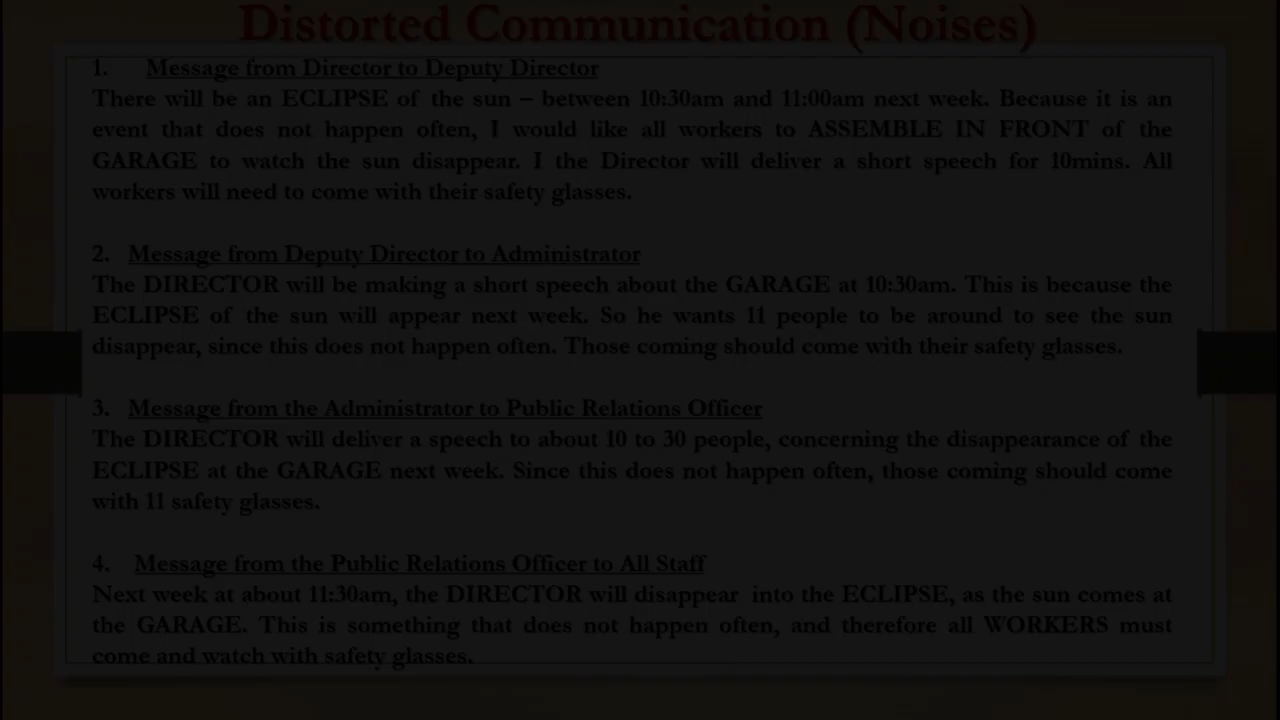 Distorted Communication (Noises)
1. Message from Director to Deputy Director
There will be an ECLIPSE of the sun – between 10:30am and 11:00am next week. Because it is an
event that does not happen often, I would like all workers to ASSEMBLE IN FRONT of the
GARAGE to watch the sun disappear. I the Director will deliver a short speech for 10mins. All
workers will need to come with their safety glasses.
2. Message from Deputy Director to Administrator
The DIRECTOR will be making a short speech about the GARAGE at 10:30am. This is because the
ECLIPSE of the sun will appear next week. So he wants 11 people to be around to see the sun
disappear, since this does not happen often. Those coming should come with their safety glasses.
3. Message from the Administrator to Public Relations Officer
The DIRECTOR will deliver a speech to about 10 to 30 people, concerning the disappearance of the
ECLIPSE at the GARAGE next week. Since this does not happen often, those coming should come
with 11 safety glasses.
4. Message from the Public Relations Officer to All Staff
Next week at about 11:30am, the DIRECTOR will disappear into the ECLIPSE, as the sun comes at
the GARAGE. This is something that does not happen often, and therefore all WORKERS must
come and watch with safety glasses.